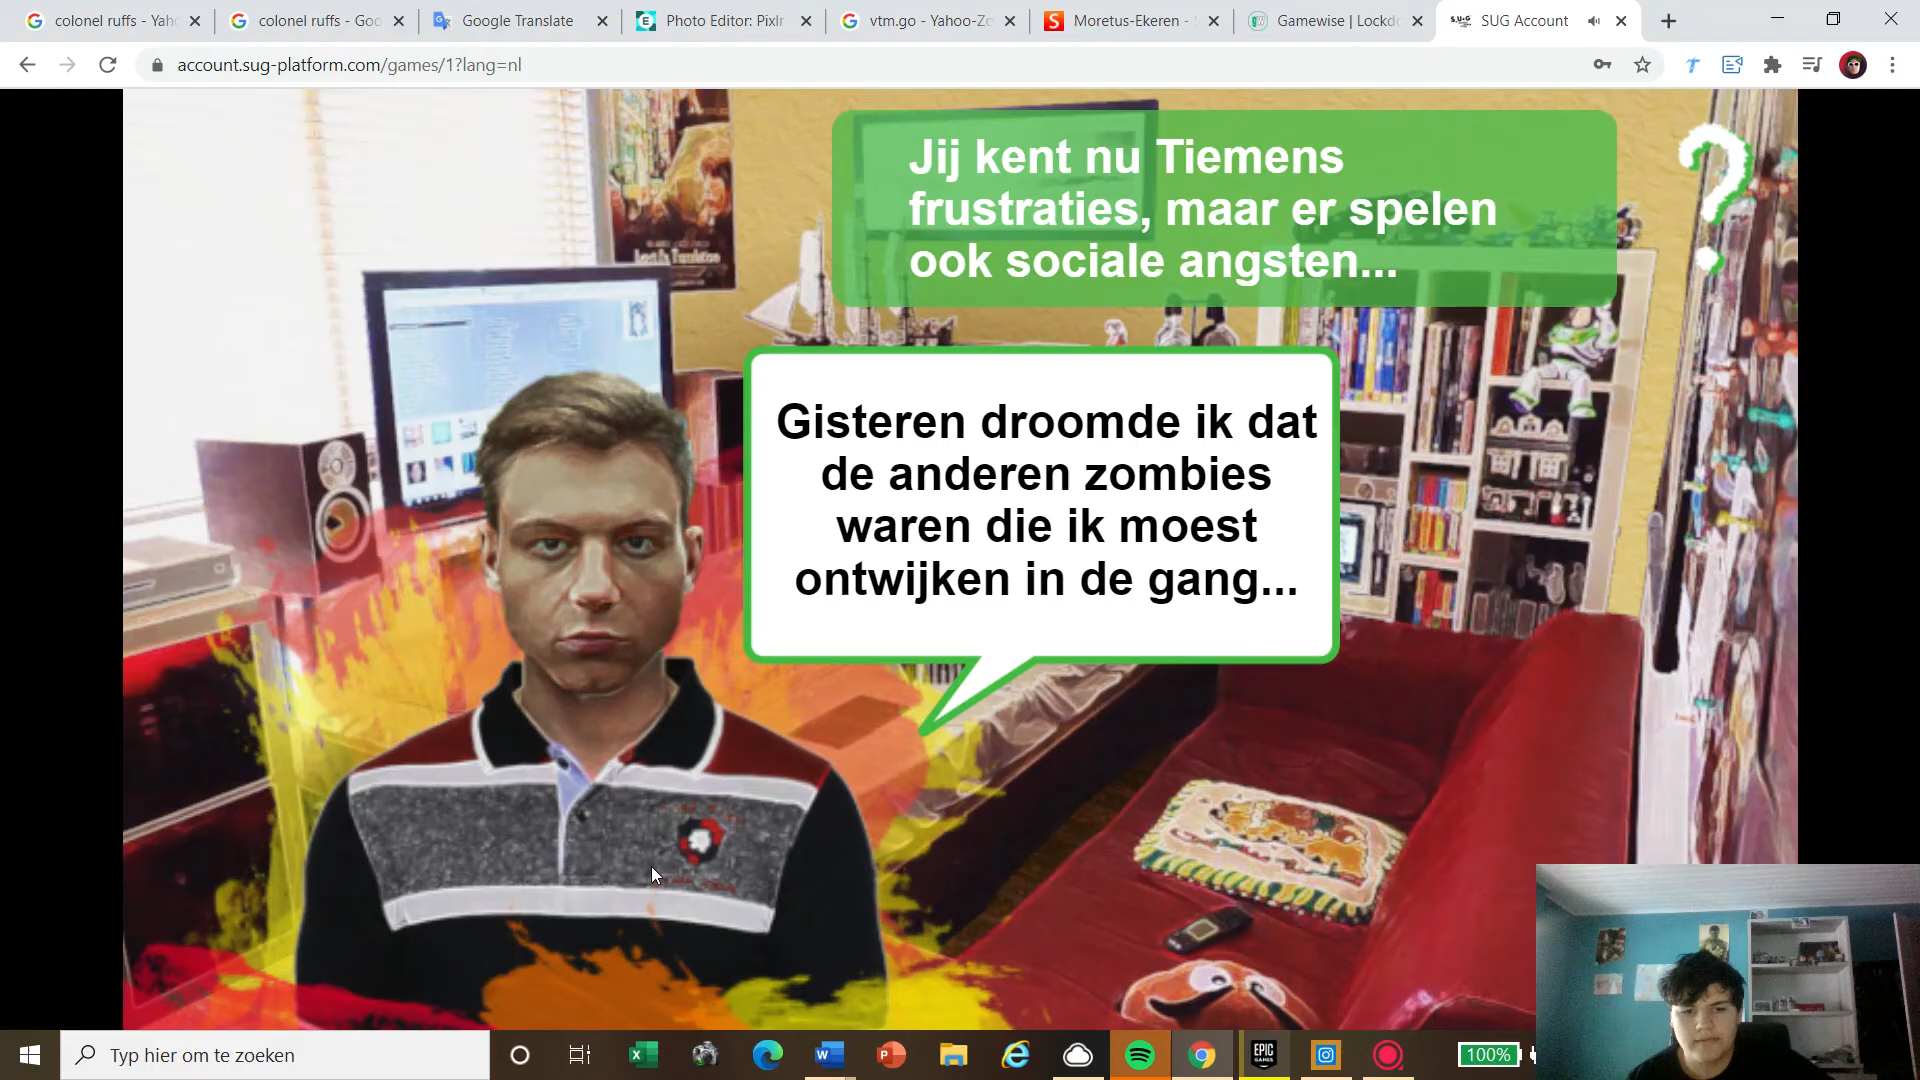 colonel ruffs - Yah
colonel ruffs - Goo
Google Translate
Photo Editor: Pixlr
vtm.go - Yahoo-Zo
Moretus-Ekeren -
Gamewise | Lockdo
SUG Account
account.sug-platform.com/games/1?lang=nl
Jij kent nu Tiemens
frustraties, maar er spelen
ook sociale angsten...
Gisteren droomde ik dat
de anderen zombies
waren die ik moest
ontwijken in de gang...
Typ hier om te zoeken
EPIC
GAMES
100%